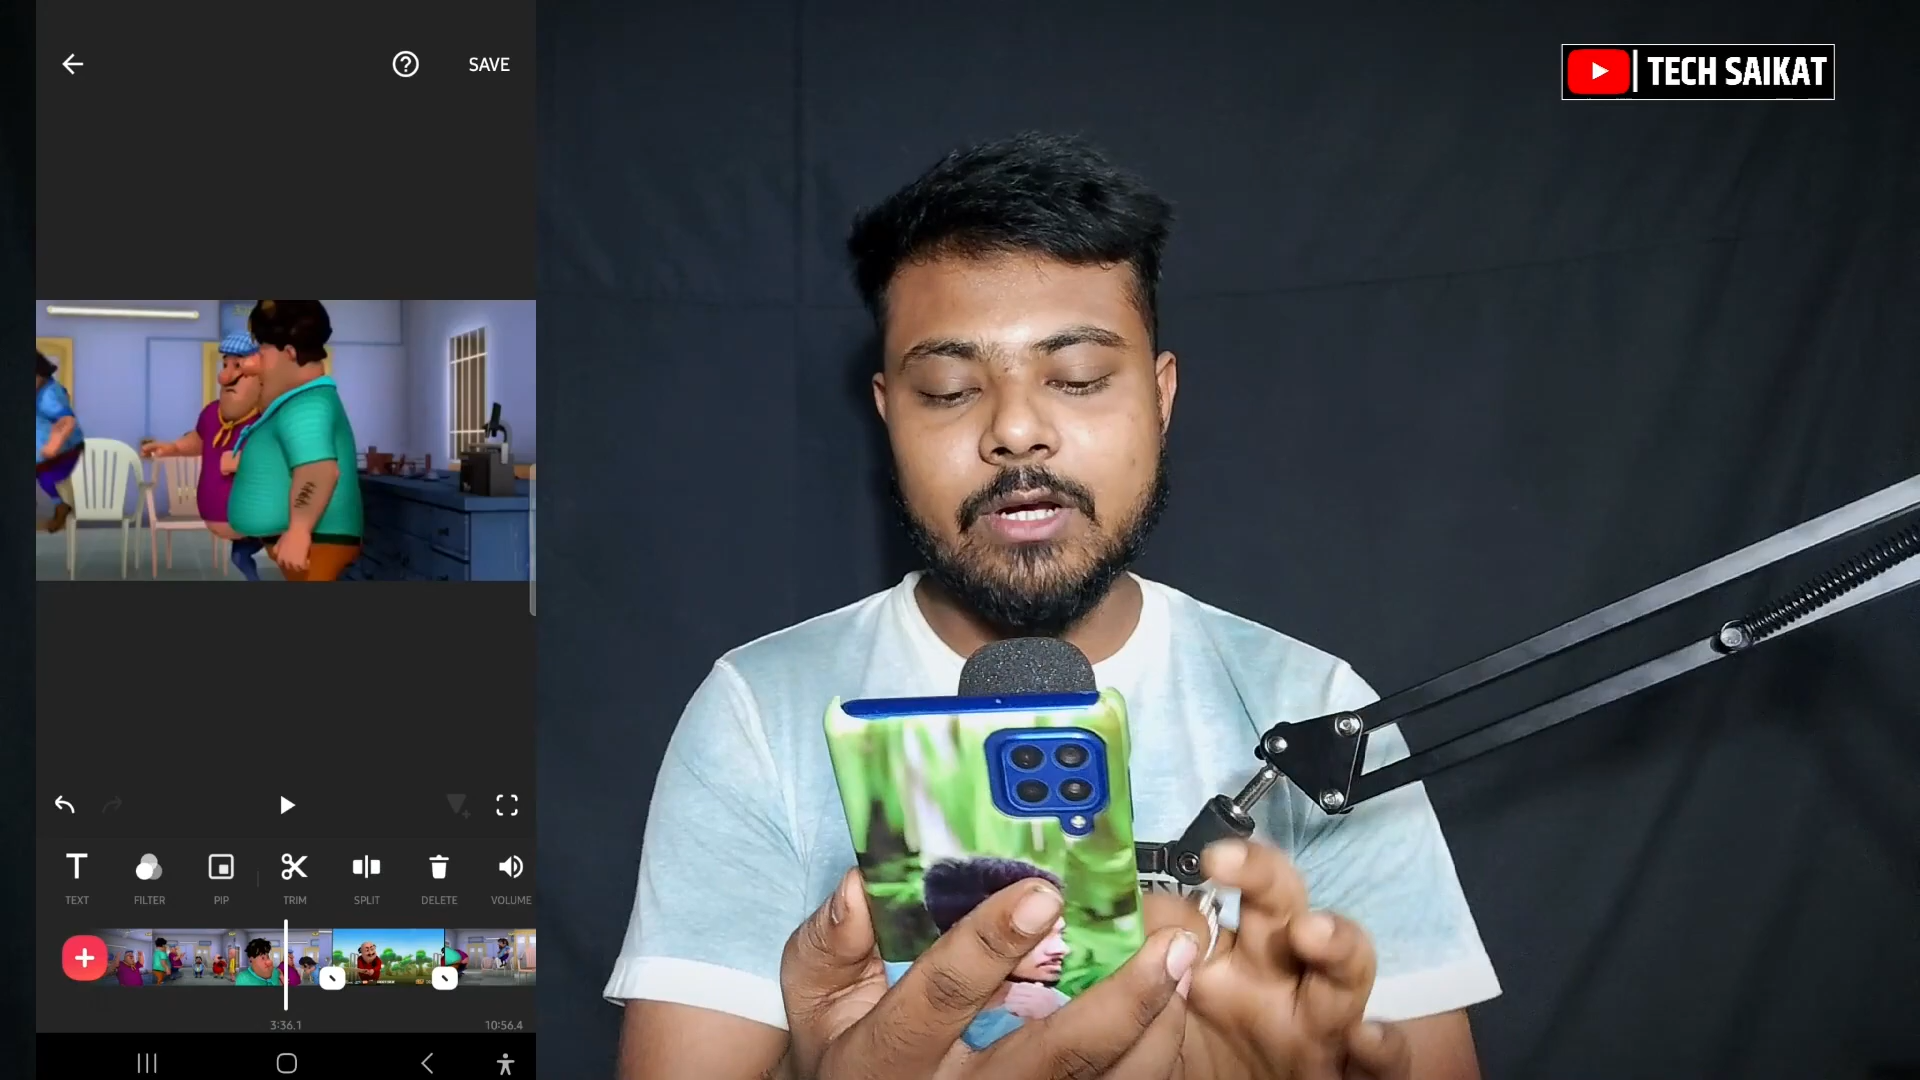 SAVE
TECH SAIKAT
TEXT
FILTER
PIP
TRIM
SPLIT
DELETE
VOLUME
3:36.1
10:56.4